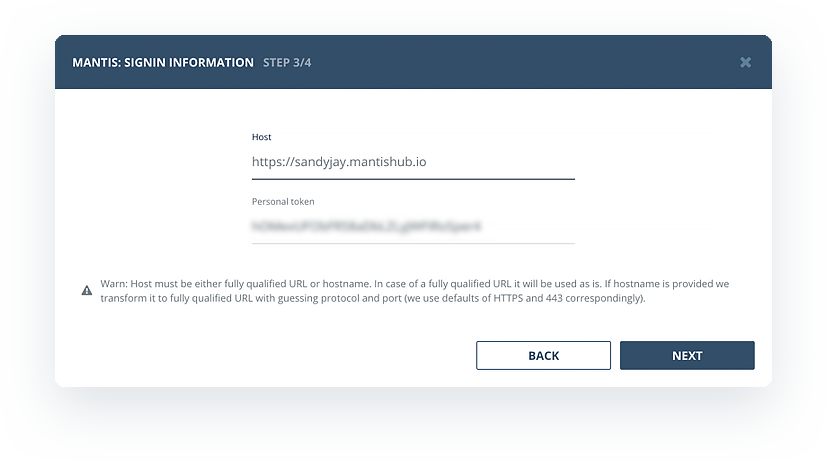 MANTIS: SIGNIN INFORMATION STEP 3/4
Host
https://sandyjay.mantishub.io
Personal token
Warn: Host must be either fully qualified URL or hostname. In case of a fully qualified URL it will be used as is. If hostname is provided we
transform it to fully qualified URL with guessing protocol and port (we use defaults of HTTPS and 443 correspondingly).
BACK NEXT